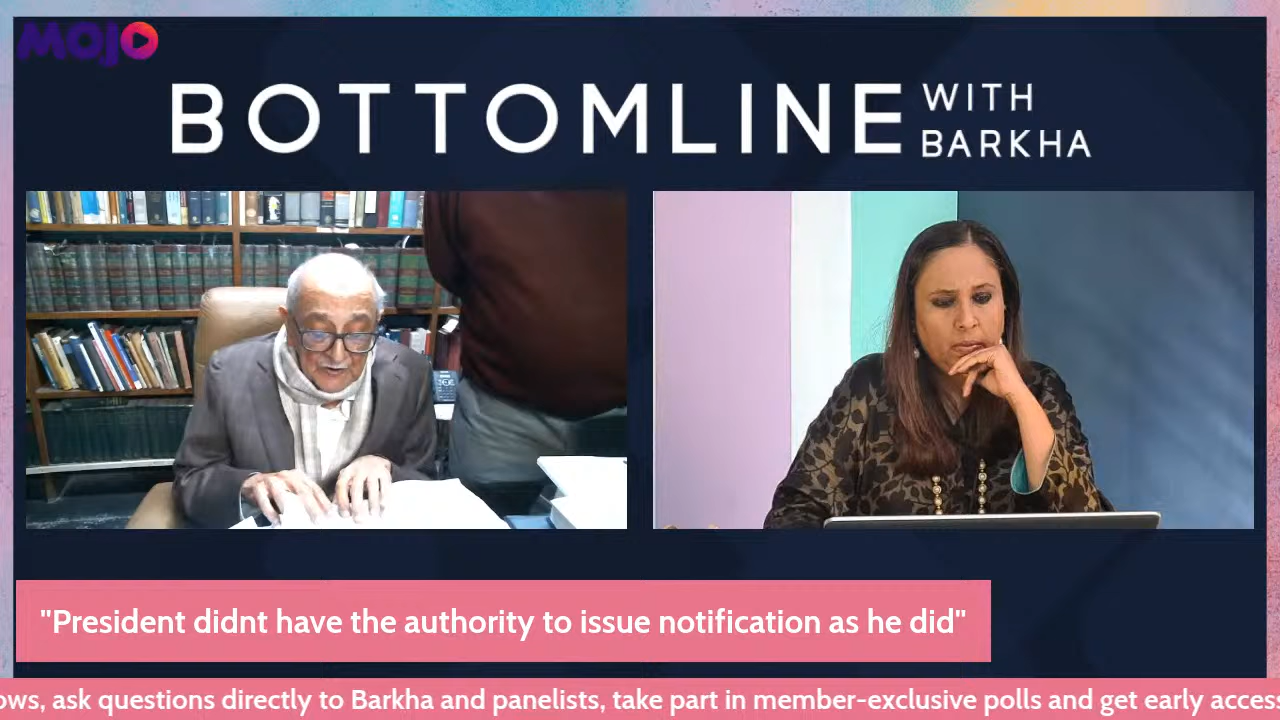 MOJO
BOTTOMLINE
WITH
BARKHA
"President didnt have the authority to issue notification as he did"
ows, ask questions directly to Barkha and panelists, take part in member-exclusive polls and get early access